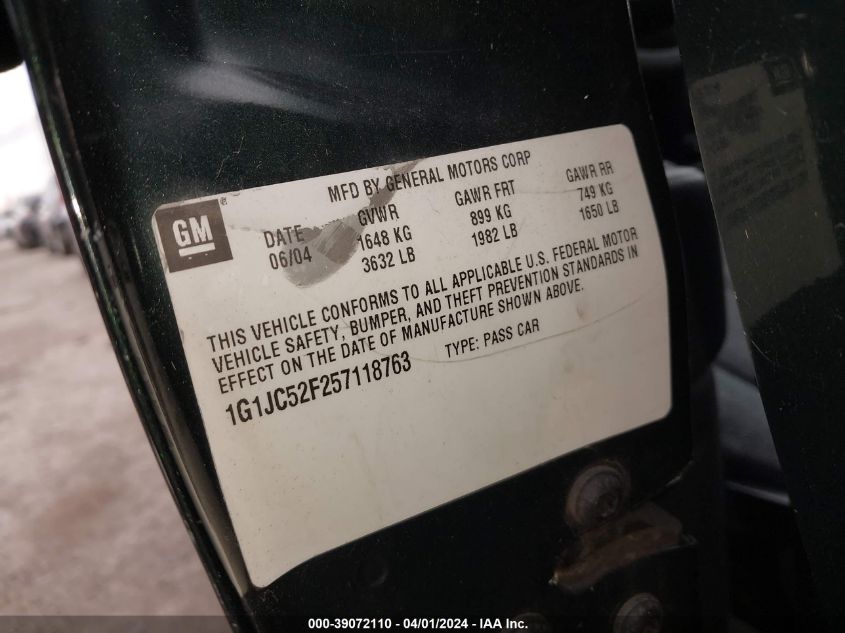 GM
MFD BY GENERAL MOTORS CORP
DATE GVWR GAWR FRT GAWR RR
06/04 1648 KG 899 KG 749 KG
3632 LB 1982 LB 1650 LB
THIS VEHICLE CONFORMS TO ALL APPLICABLE U.S. FEDERAL MOTOR
VEHICLE SAFETY, BUMPER, AND THEFT PREVENTION STANDARDS IN
EFFECT ON THE DATE OF MANUFACTURE SHOWN ABOVE.
1G1JC52F257118763 TYPE: PASS CAR
000-39072110 - 04/01/2024 - IAA Inc.